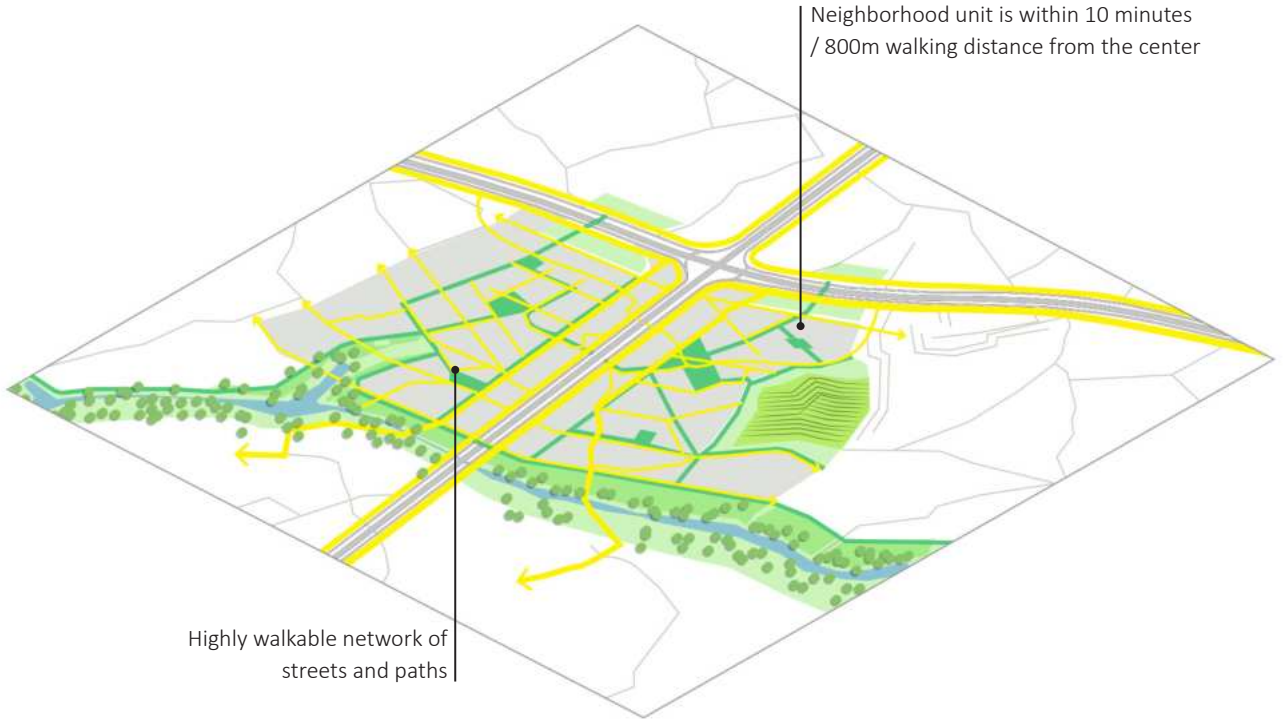 Neighborhood unit is within 10 minutes
/ 800m walking distance from the center
Highly walkable network of
streets and paths